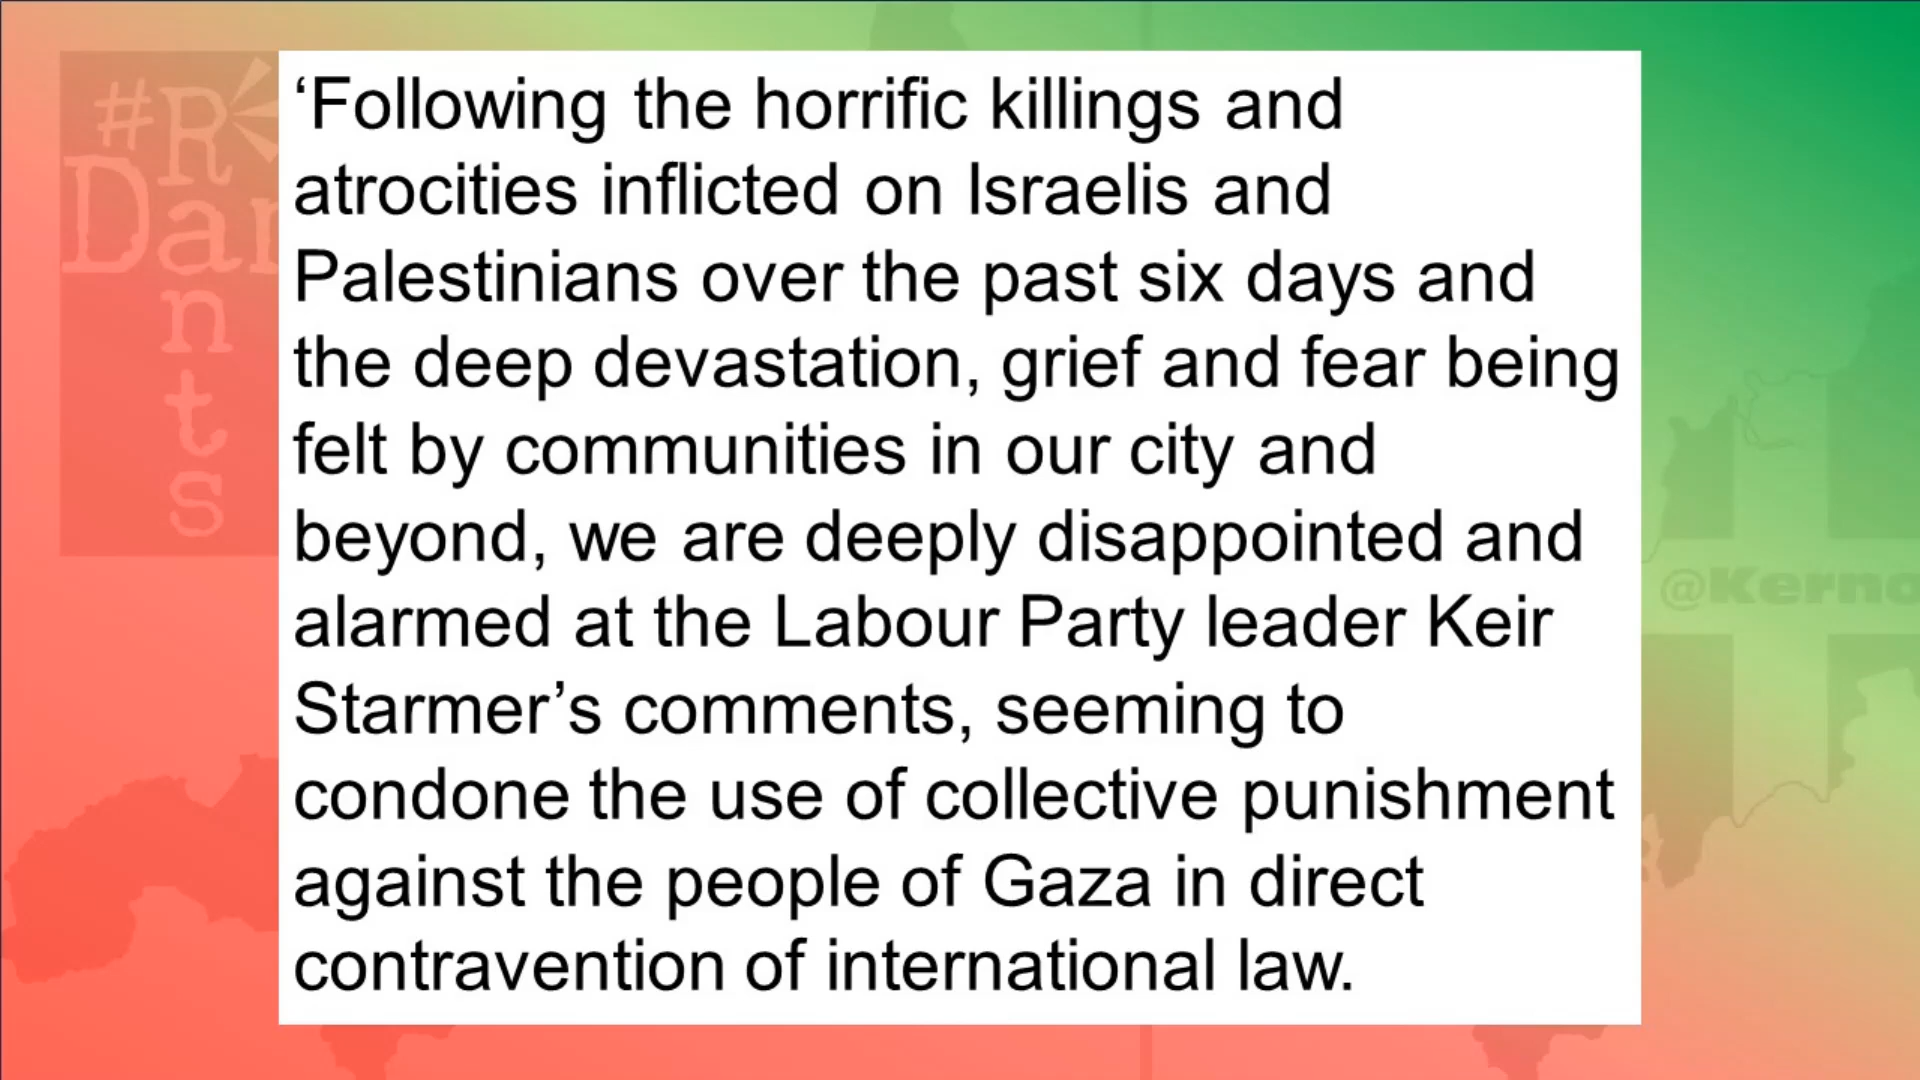 #R
Dan
n
t
s
‘Following the horrific killings and
atrocities inflicted on Israelis and
Palestinians over the past six days and
the deep devastation, grief and fear being
felt by communities in our city and
beyond, we are deeply disappointed and
alarmed at the Labour Party leader Keir
Starmer’s comments, seeming to
condone the use of collective punishment
against the people of Gaza in direct
contravention of international law.
@Kerno